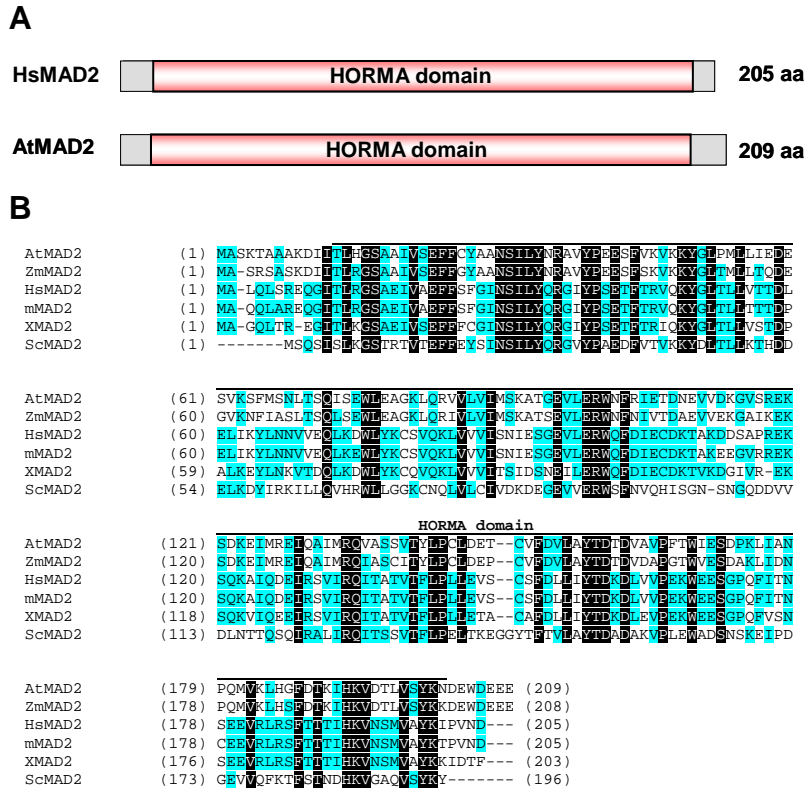 A
HsMAD2 HORMA domain 205 aa
AtMAD2 HORMA domain 209 aa
B
AtMAD2 (1) MASKTAAAKDIITLHGSAAIVSEFFCYAANSILYNRAVYPEESFVKVKKYGLPMLLIEDE
ZmMAD2 (1) MA-SRSASKDIITLRGSAAIVSEFFGYAANSILYNRAVYPEESFSKVKKYGLTMLLTQDE
HsMAD2 (1) MA-LQLSREQGITLRGSAEIVAEFFSFGINSILYQRGIYPSETFTRVQKYGLTLLVTTDL
mMAD2 (1) MA-QQLAREQGITLRGSAEIVAEFFSFGINSILYQRGIYPSETFTRVQKYGLTLLTTTDP
XMAD2 (1) MA-GQLTR-EGITLKGSAEIVSEFFFCGINSILYQRGIYPSETFTRIQKYGLTLLVSTDP
ScMAD2 (1) -------MSQSISLKGSTRTVTEFFEYSINSILYQRGVYPAEDFVTVKKYDLTLLKTHDD
AtMAD2 (61) SVKSFMSNLTSQISEWLEAGKLQRVVLVIMSKATGEVLERWNFRIETDNEVVDKGVSREK
ZmMAD2 (60) GVKNFIASLTSQLSEWLEAGKLQRIVLVIMSKATSEVLERWNFNIVTDAEVVEKGAIKEK
HsMAD2 (60) ELIKYLNNVVEQLKDWLYKCSVQKLVVVISNIESGEVLERWQFDIECDKTAKDDSAPREK
mMAD2 (60) ELIKYLNNVVEQLKEWLYKCSVQKLVVVISNIESGEVLERWQFDIECDKTAKEEGVRREK
XMAD2 (59) ALKEYLNKVTDQLKDWLYKCQVQKLVVVITSIDSNEILERWQFDIECDKTVKDGIVR-EK
ScMAD2 (54) ELKDYIRKILLQVHRWLLGGKCNQLVLCIVDKDEGEVVERWSFNVQHISGN-SNGQDDVV
HORMA domain
AtMAD2 (121) SDKEIMREIQAIMRQVASSVTYLPCLDET--CVFDVLAYTDTDVAVPFTWIESDPKLIAN
ZmMAD2 (120) SDKEIMREIQAIMRQIASCITYLPCLDEP--CVFDVLAYTDTDVDAPGTWVESDAKLIDN
HsMAD2 (120) SQKAIQDEIRSVIRQITATVTFLPLLEVS--CSFDLLIYTDKDLVVPEKWEESGPQFITN
mMAD2 (120) SQKAIQDEIRSVIRQITATVTFLPLLEVS--CSFDLLIYTDKDLVVPEKWEESGPQFITN
XMAD2 (118) SQKVIQEEIRSVIRQITATVTFLPLLETA--CAFDLLIYTDKDLEVPEKWEESGPQFVSN
ScMAD2 (113) DLNTTQSQIRALIRQITSSVTFLPELTKEGGYTFTVLAYTDADAKVPLEWADSNSKEIPD
AtMAD2 (179) PQMVKLHGFDTKIHKVDTLVSYKNDEWDEEE (209)
ZmMAD2 (178) PQMVKLHSFDTKIHKVDTLVSYKKDEWDEEE (208)
HsMAD2 (178) SEEVRLRSFTTTIHKVNSMVAYKIPVND--- (205)
mMAD2 (178) CEEVRLRSFTTTIHKVNSMVAYKTPVND--- (205)
XMAD2 (176) SEEVRLRSFTTTIHKVNSMVAYKKIDTF--- (203)
ScMAD2 (173) GEVVQFKTFSTNDHKVGAQVSYKY------- (196)